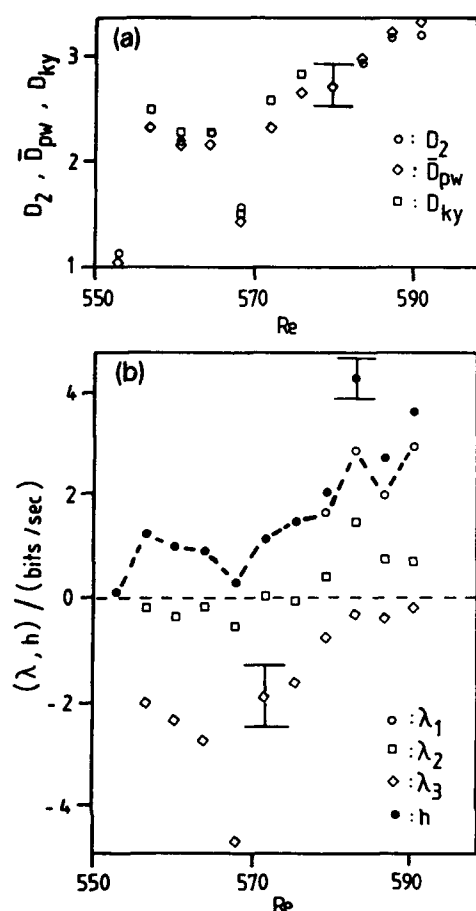 (a)
D₂ , D̄pw , Dky
3
2
1
○ : D₂
◇ : D̄pw
□ : Dky
550 570 590
Re
(b)
(λ, h) / (bits / sec)
4
2
0
-2
-4
○ : λ₁
□ : λ₂
◇ : λ₃
● : h
550 570 590
Re